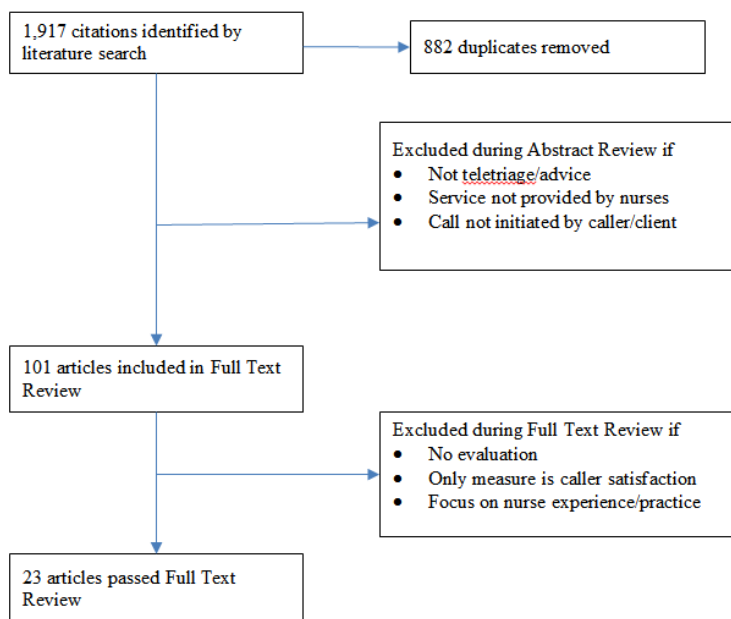 1,917 citations identified by
literature search
882 duplicates removed
Excluded during Abstract Review if
• Not teletriage/advice
• Service not provided by nurses
• Call not initiated by caller/client
101 articles included in Full Text
Review
Excluded during Full Text Review if
• No evaluation
• Only measure is caller satisfaction
• Focus on nurse experience/practice
23 articles passed Full Text
Review